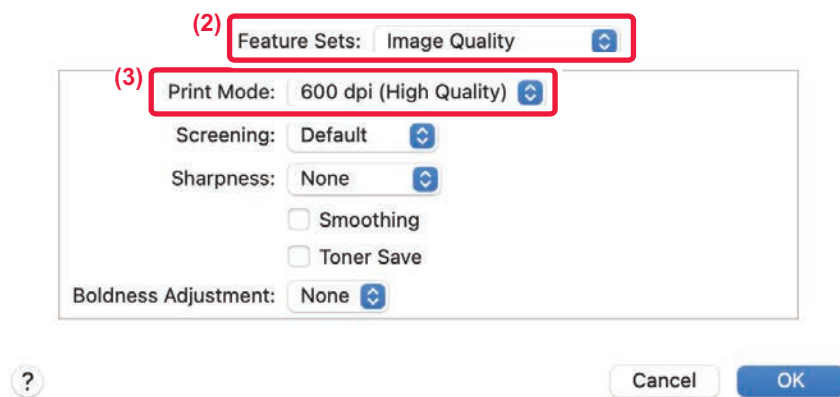 (2)
Feature Sets: Image Quality
(3)
Print Mode: 600 dpi (High Quality)
Screening: Default
Sharpness: None
Smoothing
Toner Save
Boldness Adjustment: None
? Cancel OK